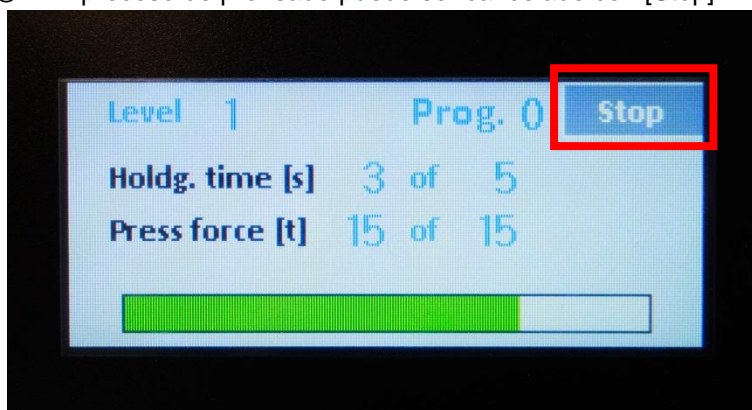 Level 1 Prog. 0 Stop
Holdg. time [s] 3 of 5
Press force [t] 15 of 15